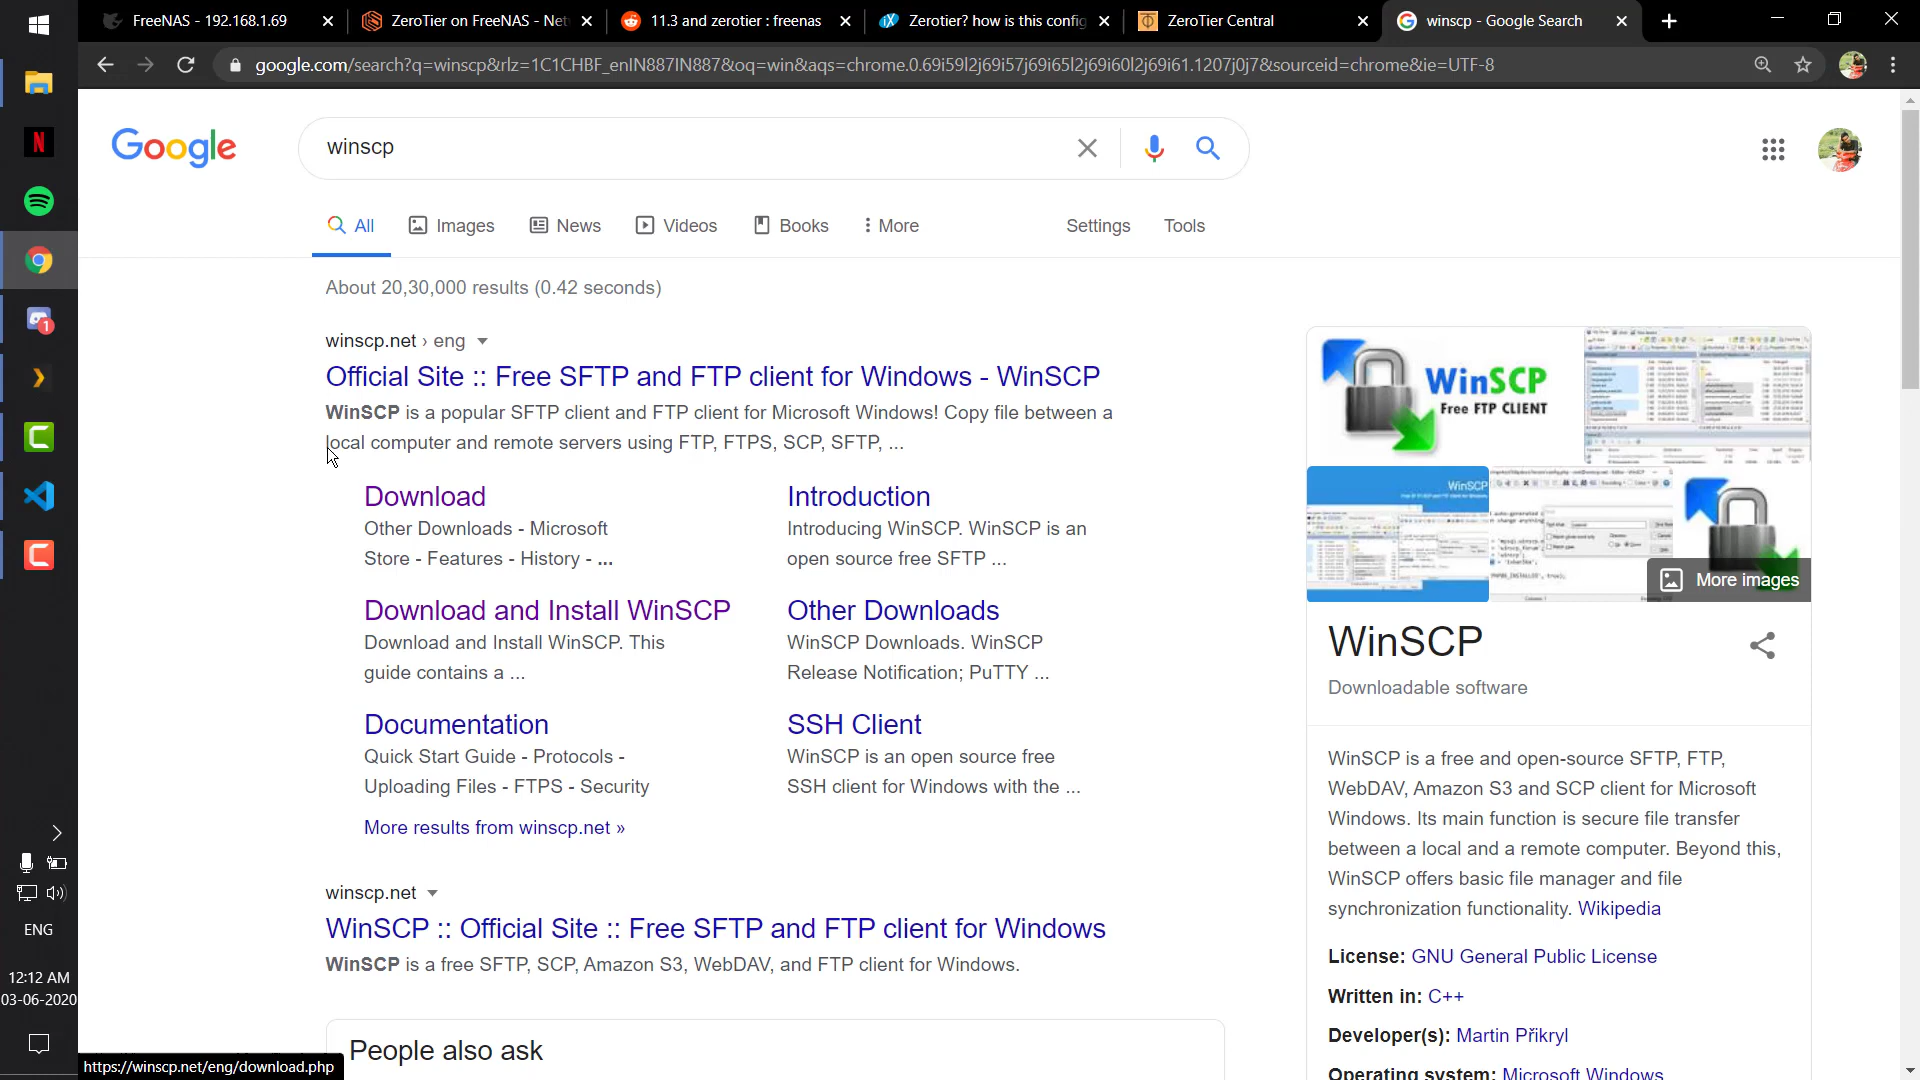 FreeNAS - 192.168.1.69
ZeroTier on FreeNAS - Net
11.3 and zerotier : freenas
Zerotier? how is this config
ZeroTier Central
winscp - Google Search
google.com/search?q=winscp&rlz=1C1CHBF_enIN887IN887&oq=win&aqs=chrome.0.69i59l2j69i57j69i65l2j69i60l2j69i61.1207j0j7&sourceid=chrome&ie=UTF-8
Google
winscp
All
Images
News
Videos
Books
More
Settings
Tools
About 20,30,000 results (0.42 seconds)
winscp.net › eng
Official Site :: Free SFTP and FTP client for Windows - WinSCP
WinSCP is a popular SFTP client and FTP client for Microsoft Windows! Copy file between a
local computer and remote servers using FTP, FTPS, SCP, SFTP, ...
Download
Other Downloads - Microsoft
Store - Features - History - ...
Introduction
Introducing WinSCP. WinSCP is an
open source free SFTP ...
Download and Install WinSCP
Download and Install WinSCP. This
guide contains a ...
Other Downloads
WinSCP Downloads. WinSCP
Release Notification; PuTTY ...
Documentation
Quick Start Guide - Protocols -
Uploading Files - FTPS - Security
SSH Client
WinSCP is an open source free
SSH client for Windows with the ...
More results from winscp.net »
winscp.net
WinSCP :: Official Site :: Free SFTP and FTP client for Windows
WinSCP is a free SFTP, SCP, Amazon S3, WebDAV, and FTP client for Windows.
People also ask
WinSCP
Free FTP CLIENT
WinSCP
More images
WinSCP
Downloadable software
WinSCP is a free and open-source SFTP, FTP,
WebDAV, Amazon S3 and SCP client for Microsoft
Windows. Its main function is secure file transfer
between a local and a remote computer. Beyond this,
WinSCP offers basic file manager and file
synchronization functionality. Wikipedia
License: GNU General Public License
Written in: C++
Developer(s): Martin Přikryl
Operating system: Microsoft Windows
N
1
ENG
12:12 AM
03-06-2020
https://winscp.net/eng/download.php